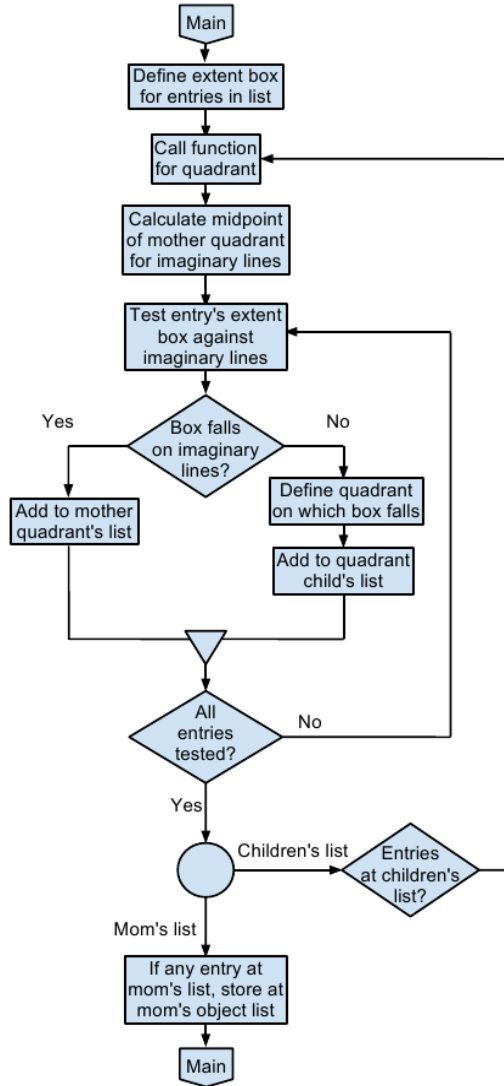 Main
Define extent box
for entries in list
Call function
for quadrant
Calculate midpoint
of mother quadrant
for imaginary lines
Test entry's extent
box against
imaginary lines
Yes
Box falls
on imaginary
lines?
No
Add to mother
quadrant's list
Define quadrant
on which box falls
Add to quadrant
child's list
All
entries
tested?
No
Yes
Children's list
Entries
at children's
list?
Mom's list
If any entry at
mom's list, store at
mom's object list
Main